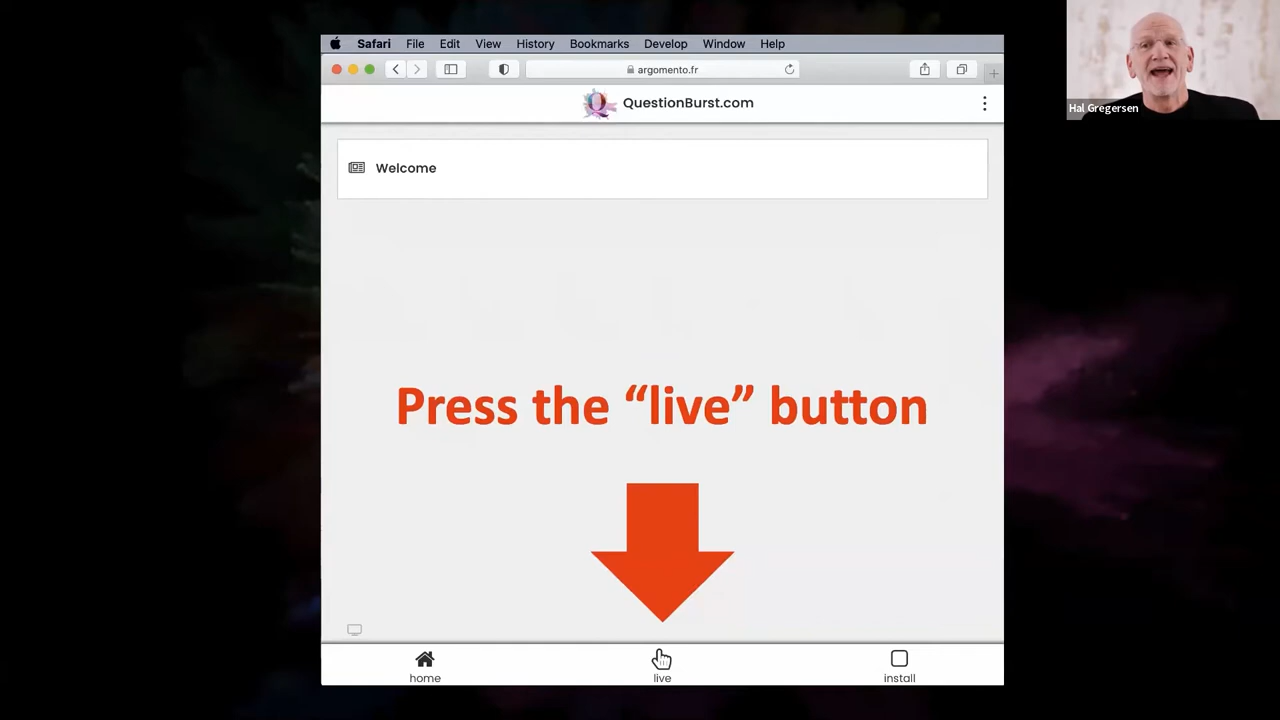 Safari File Edit View History Bookmarks Develop Window Help
argomento.fr
QuestionBurst.com
Hal Gregersen
Welcome
Press the “live” button
home live install